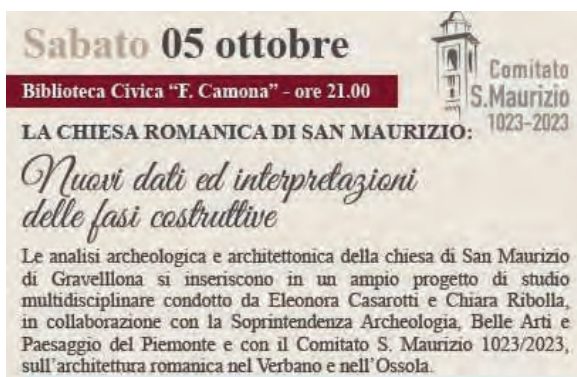 Sabato 05 ottobre
Biblioteca Civica “F. Camona” - ore 21.00
Comitato
S.Maurizio
1023-2023
LA CHIESA ROMANICA DI SAN MAURIZIO:
Nuovi dati ed interpretazioni
delle fasi costruttive
Le analisi archeologica e architettonica della chiesa di San Maurizio
di Gravelllona si inseriscono in un ampio progetto di studio
multidisciplinare condotto da Eleonora Casarotti e Chiara Ribolla,
in collaborazione con la Soprintendenza Archeologia, Belle Arti e
Paesaggio del Piemonte e con il Comitato S. Maurizio 1023/2023,
sull’architettura romanica nel Verbano e nell’Ossola.